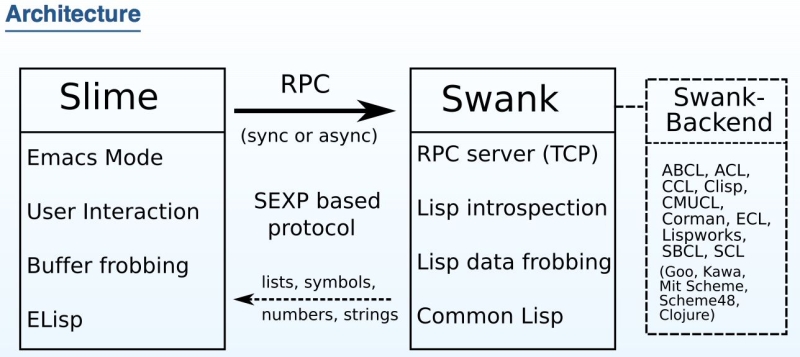 Architecture
Slime
Emacs Mode
User Interaction
Buffer frobbing
ELisp
RPC
(sync or async)
SEXP based
protocol
lists, symbols,
numbers, strings
Swank
RPC server (TCP)
Lisp introspection
Lisp data frobbing
Common Lisp
Swank-
Backend
ABCL, ACL,
CCL, Clisp,
CMUCL,
Corman, ECL,
Lispworks,
SBCL, SCL
(Goo, Kawa,
Mit Scheme,
Scheme48,
Clojure)